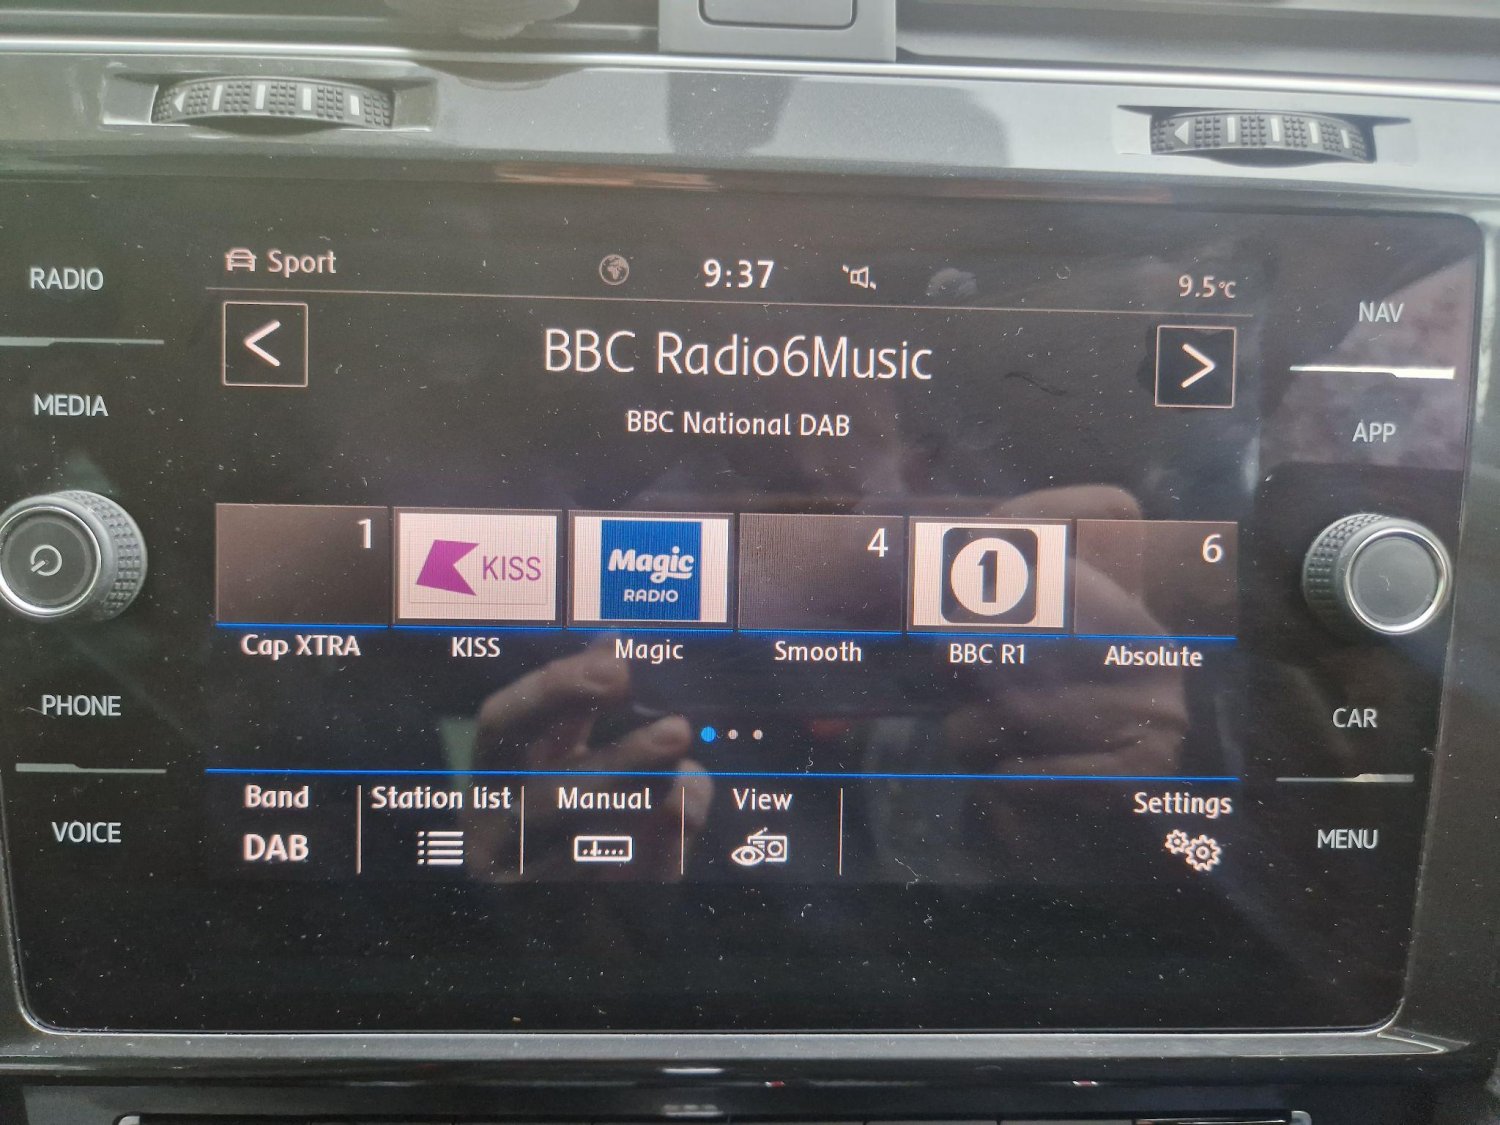 RADIO
MEDIA
PHONE
VOICE
Sport
9:37
9.5°C
<
BBC Radio6Music
>
BBC National DAB
1
KISS
Magic
RADIO
4
1
6
Cap XTRA
KISS
Magic
Smooth
BBC R1
Absolute
Band
DAB
Station list
Manual
View
Settings
NAV
APP
CAR
MENU